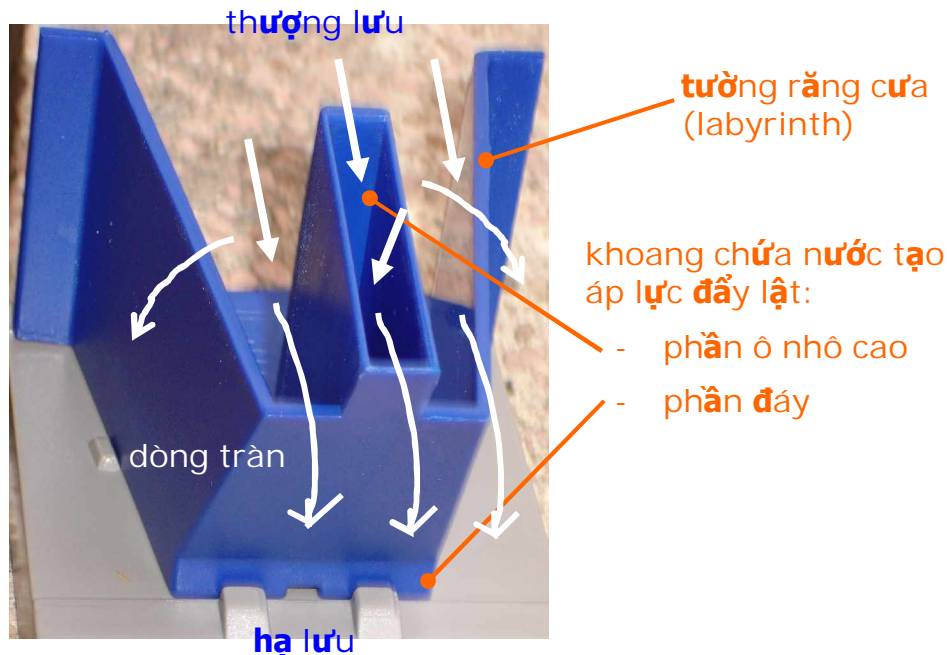 thượng lưu
tường răng cưa
(labyrinth)
khoang chứa nước tạo
áp lực đẩy lật:
- phần ô nhô cao
- phần đáy
dòng tràn
hạ lưu